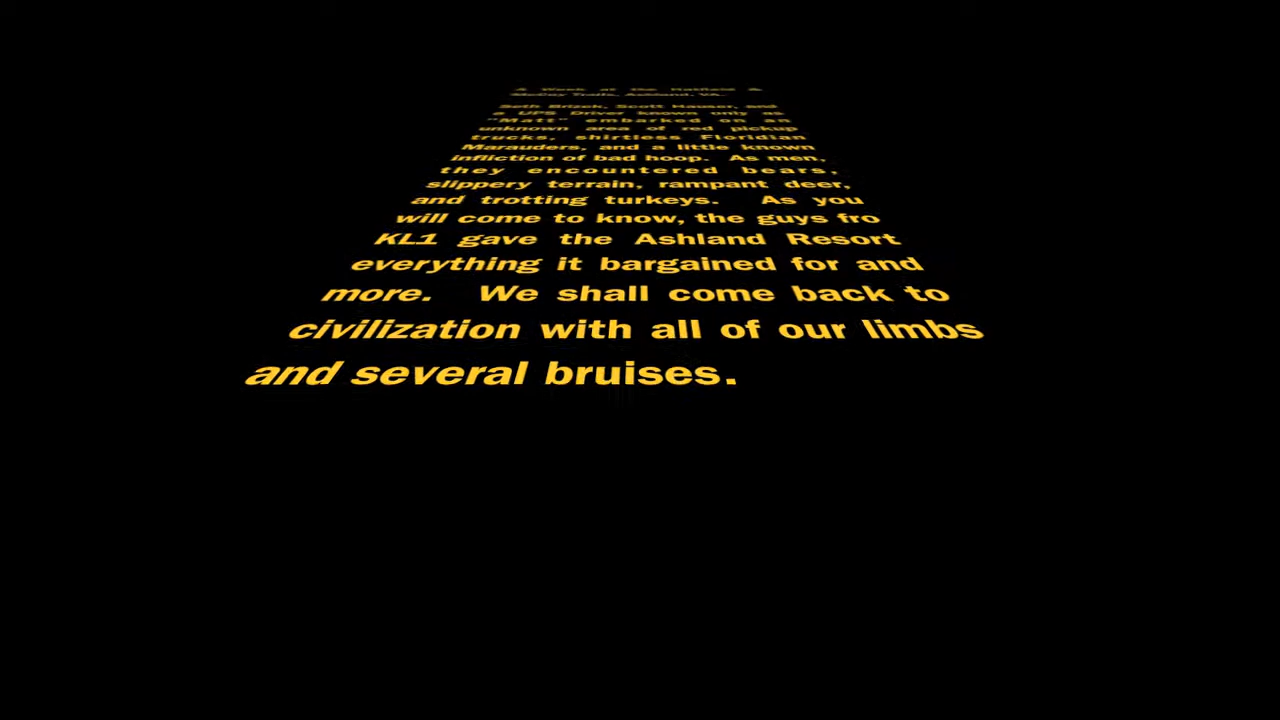 A Week at the Hatfield &
McCoy Trails, Ashland, VA.
Seth Brizek, Scott Hauser, and
a UPS Driver known only as
"Matt" embarked on an
unknown area of red pickup
trucks, shirtless Floridian
Marauders, and a little known
infliction of bad hoop. As men,
they encountered bears,
slippery terrain, rampant deer,
and trotting turkeys. As you
will come to know, the guys fro
KL1 gave the Ashland Resort
everything it bargained for and
more. We shall come back to
civilization with all of our limbs
and several bruises.